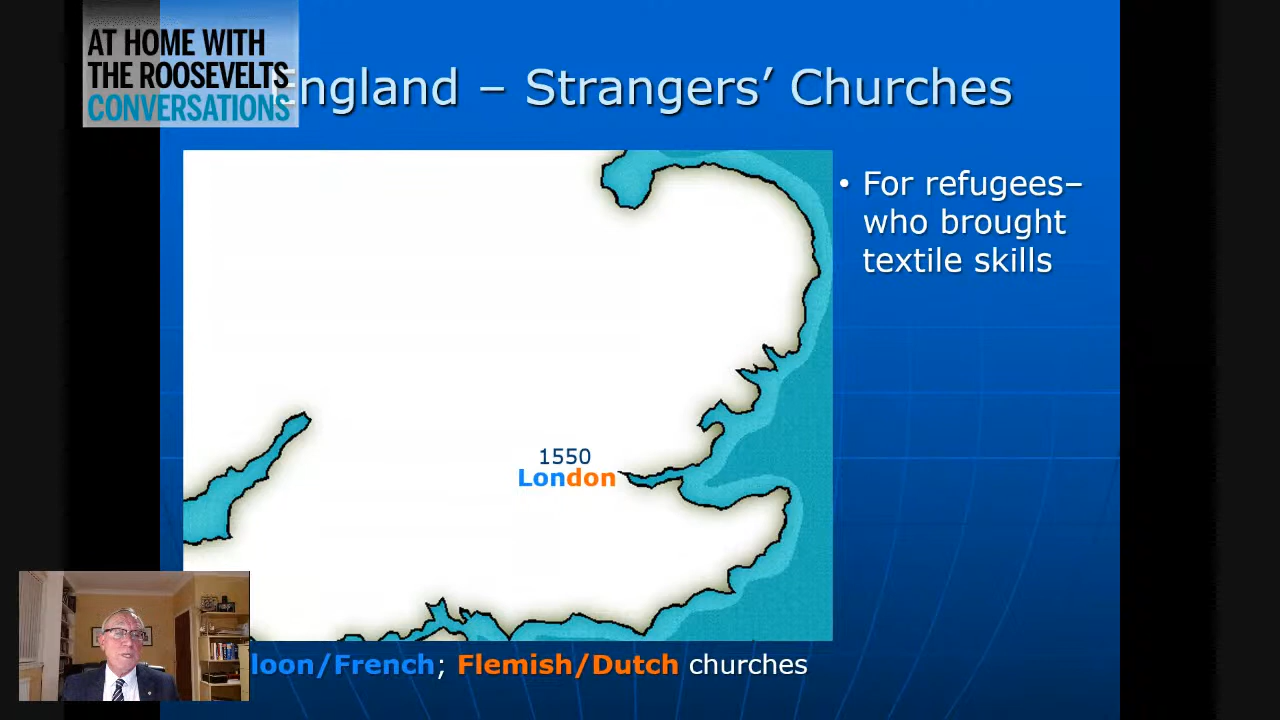 AT HOME WITH
THE ROOSEVELTS
CONVERSATIONS
England – Strangers’ Churches
• For refugees–
who brought
textile skills
1550
London
loon/French; Flemish/Dutch churches